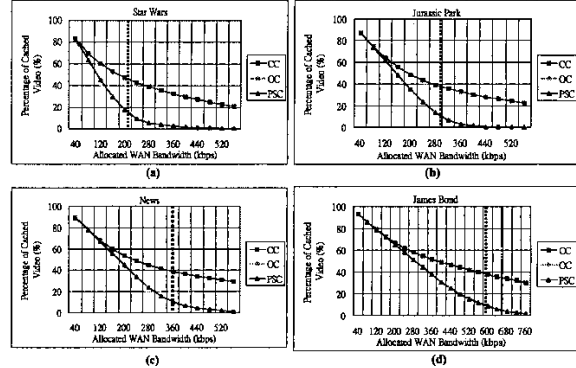 Star Wars
Percentage of Cached
Video (%)
100
80
60
40
20
0
40 120 200 280 360 440 520
Allocated WAN Bandwidth (kbps)
CC
OC
PSC
(a)
Jurassic Park
Percentage of Cached
Video (%)
100
80
60
40
20
0
40 120 200 280 360 440 520
Allocated WAN Bandwidth (kbps)
CC
OC
PSC
(b)
News
Percentage of Cached
Video (%)
100
80
60
40
20
0
40 120 200 280 360 440 520
Allocated WAN Bandwidth (kbps)
CC
OC
PSC
(c)
James Bond
Percentage of Cached
Video (%)
100
80
60
40
20
0
40 120 200 280 360 440 520 600 680 760
Allocated WAN Bandwidth (kbps)
CC
OC
PSC
(d)